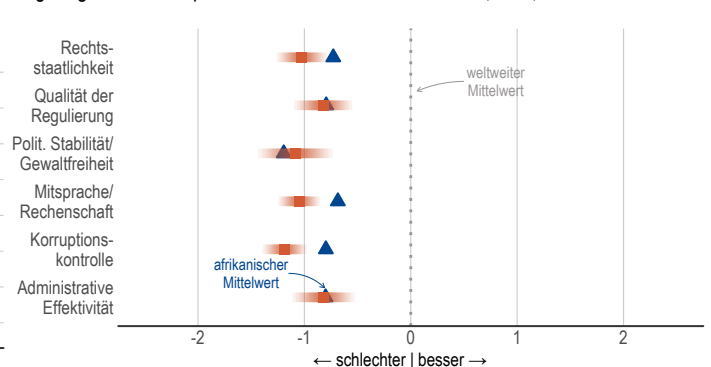 Rechts-
staatlichkeit
Qualität der
Regulierung
Polit. Stabilität/
Gewaltfreiheit
Mitsprache/
Rechenschaft
Korruptions-
kontrolle
Administrative
Effektivität
weltweiter
Mittelwert
afrikanischer
Mittelwert
-2 -1 0 1 2
← schlechter | besser →